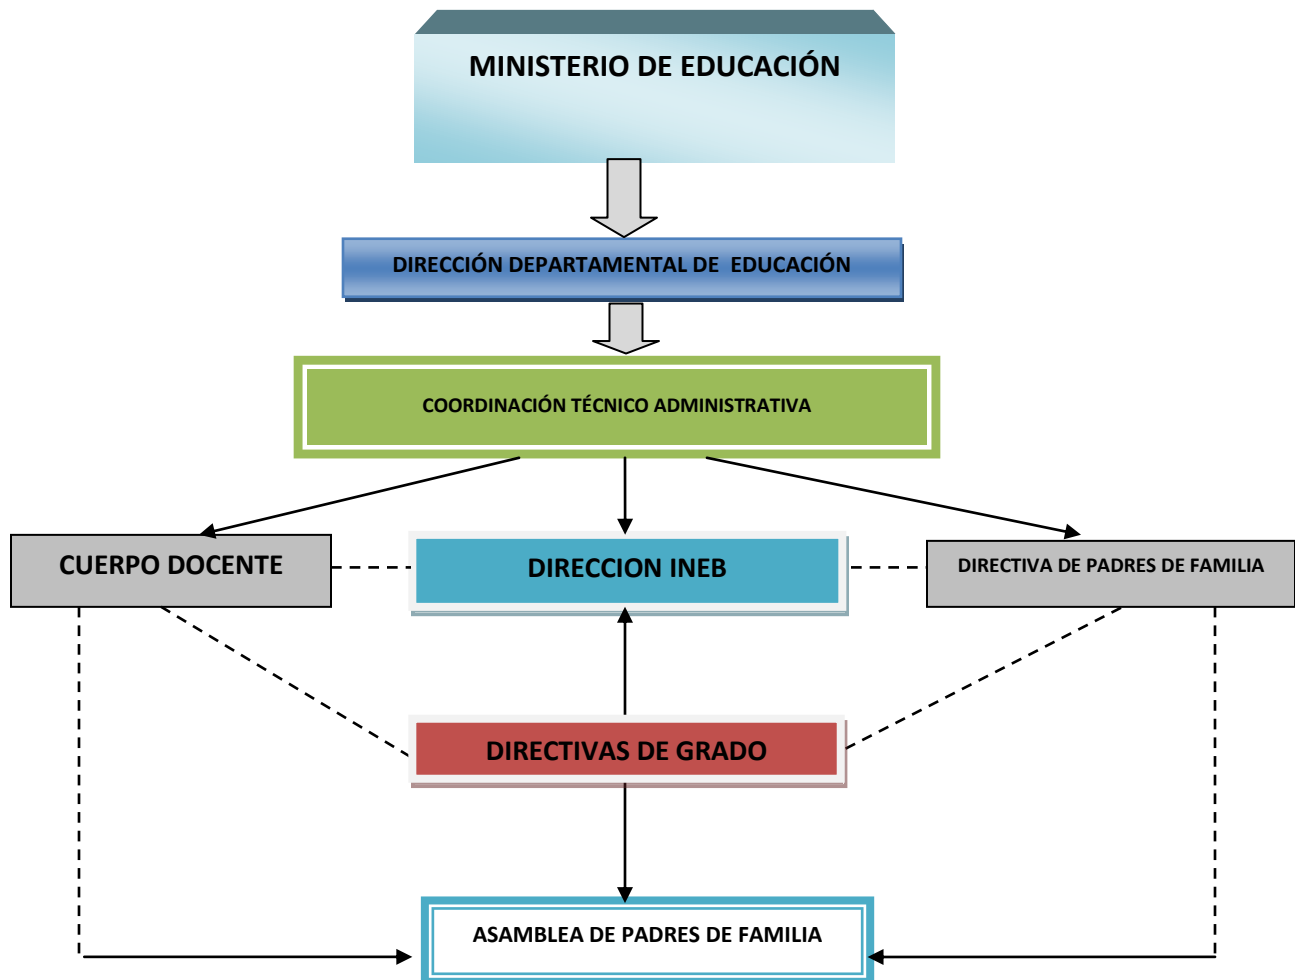 MINISTERIO DE EDUCACIÓN
DIRECCIÓN DEPARTAMENTAL DE EDUCACIÓN
COORDINACIÓN TÉCNICO ADMINISTRATIVA
CUERPO DOCENTE
DIRECCION INEB
DIRECTIVA DE PADRES DE FAMILIA
DIRECTIVAS DE GRADO
ASAMBLEA DE PADRES DE FAMILIA